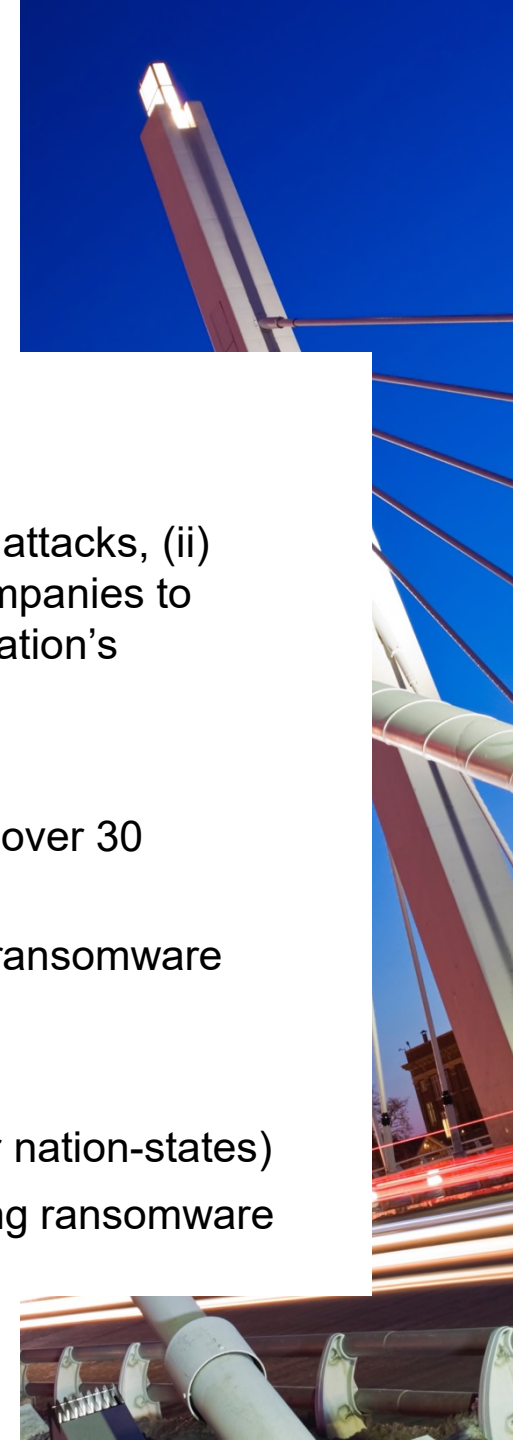 attacks, (ii)
mpanies to
ation’s
over 30
ransomware
nation-states)
ng ransomware